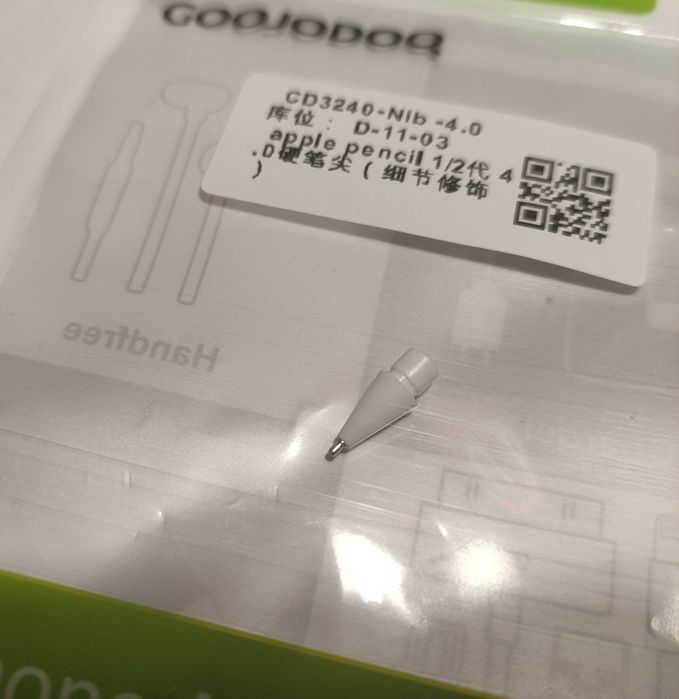 GOOJODOQ
CD3240-Nib -4.0
库位： D-11-03
apple pencil 1/2代 4
.0硬笔尖（细节修饰
）
Handfree